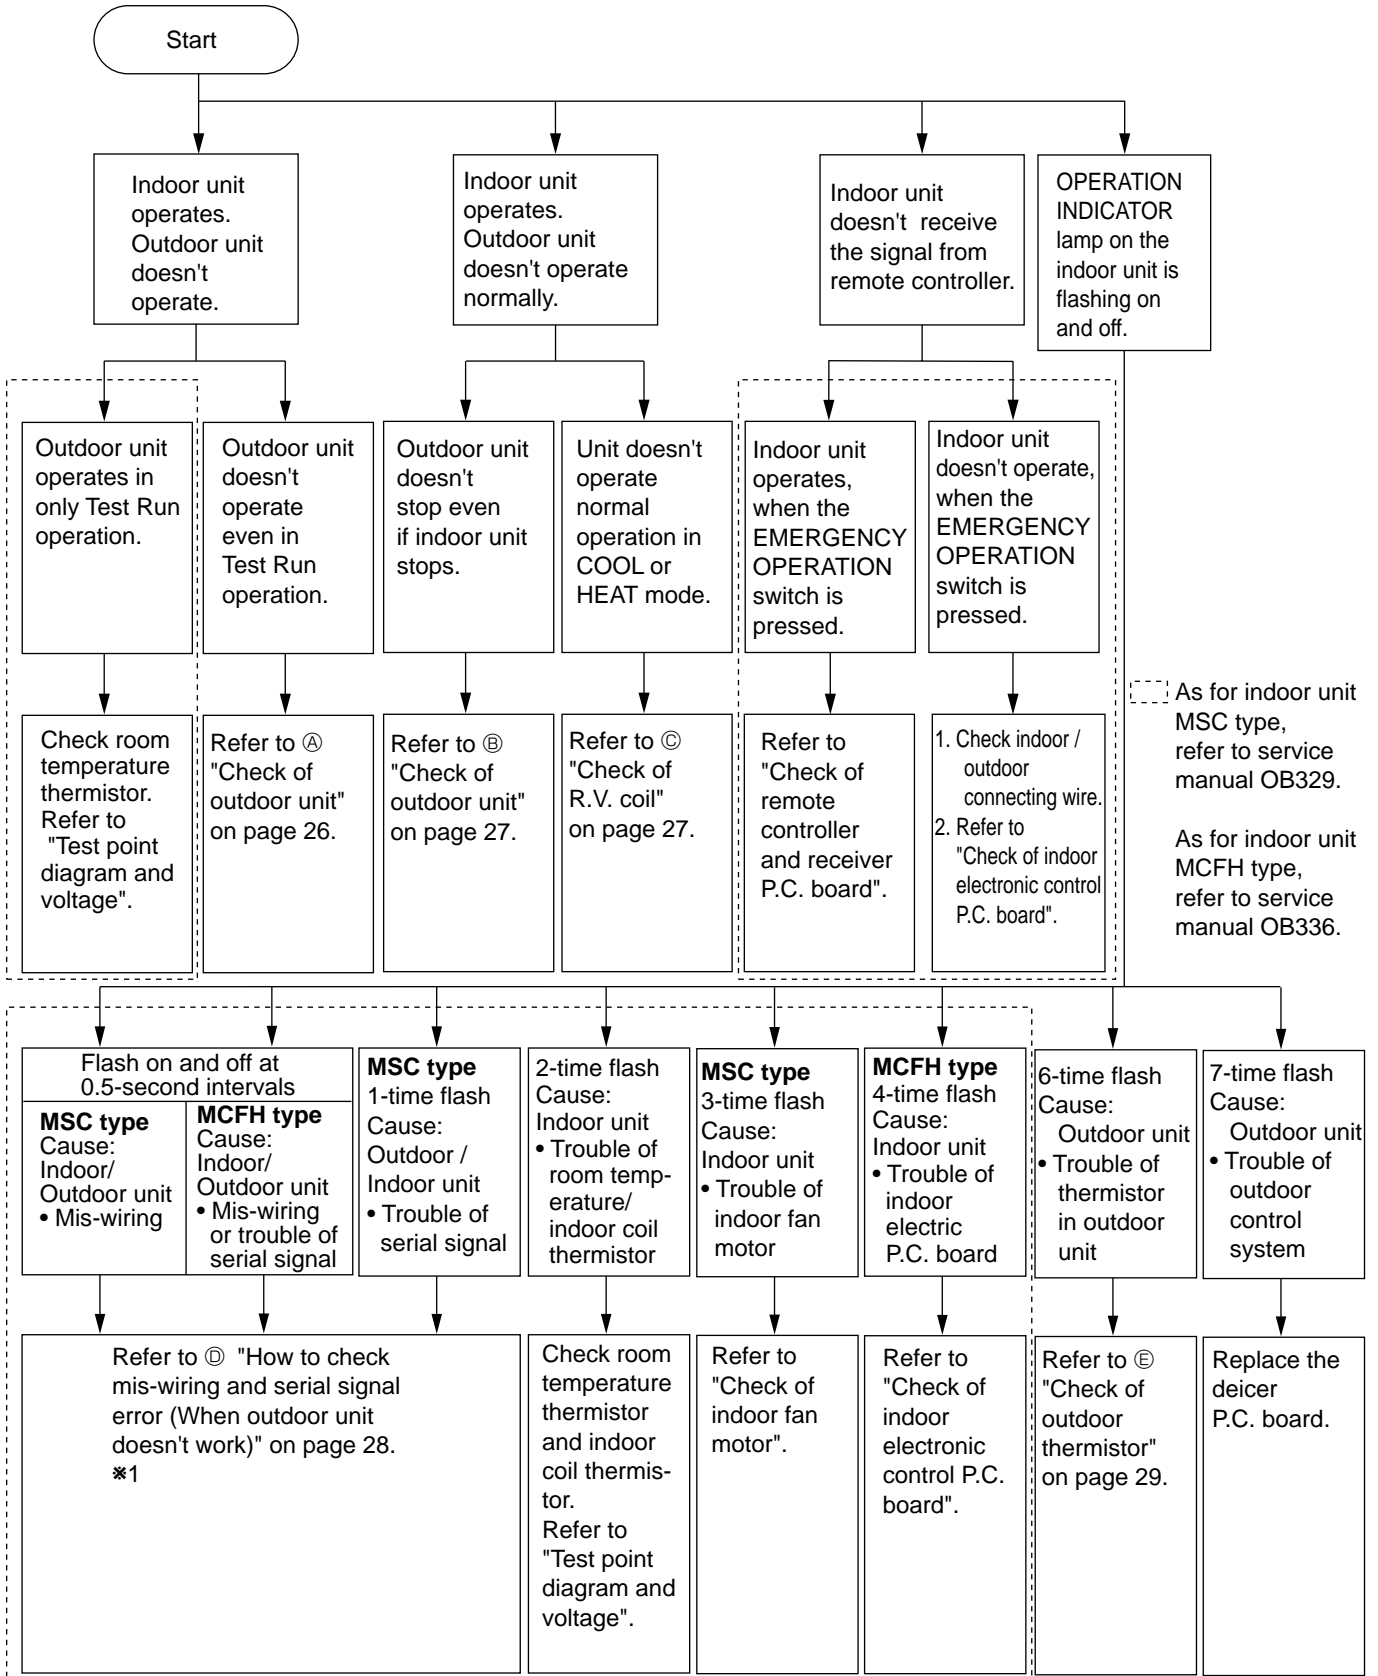 Start
Indoor unit
operates.
Outdoor unit
doesn't
operate.
Indoor unit
operates.
Outdoor unit
doesn't operate
normally.
Indoor unit
doesn't receive
the signal from
remote controller.
OPERATION
INDICATOR
lamp on the
indoor unit is
flashing on
and off.
Outdoor unit
operates in
only Test Run
operation.
Outdoor unit
doesn't
operate
even in
Test Run
operation.
Outdoor unit
doesn't
stop even
if indoor unit
stops.
Unit doesn't
operate
normal
operation in
COOL or
HEAT mode.
Indoor unit
operates,
when the
EMERGENCY
OPERATION
switch is
pressed.
Indoor unit
doesn't operate,
when the
EMERGENCY
OPERATION
switch is
pressed.
Check room
temperature
thermistor.
Refer to
"Test point
diagram and
voltage".
Refer to Ⓐ
"Check of
outdoor unit"
on page 26.
Refer to Ⓑ
"Check of
outdoor unit"
on page 27.
Refer to Ⓒ
"Check of
R.V. coil"
on page 27.
Refer to
"Check of
remote
controller
and receiver
P.C. board".
1. Check indoor /
outdoor
connecting wire.
2. Refer to
"Check of indoor
electronic control
P.C. board".
As for indoor unit
MSC type,
refer to service
manual OB329.
As for indoor unit
MCFH type,
refer to service
manual OB336.
Flash on and off at
0.5-second intervals
MSC type
Cause:
Indoor/
Outdoor unit
• Mis-wiring
MCFH type
Cause:
Indoor/
Outdoor unit
• Mis-wiring
or trouble of
serial signal
MSC type
1-time flash
Cause:
Outdoor /
Indoor unit
• Trouble of
serial signal
2-time flash
Cause:
Indoor unit
• Trouble of
room temp-
erature/
indoor coil
thermistor
MSC type
3-time flash
Cause:
Indoor unit
• Trouble of
indoor fan
motor
MCFH type
4-time flash
Cause:
Indoor unit
• Trouble of
indoor
electric
P.C. board
6-time flash
Cause:
Outdoor unit
• Trouble of
thermistor
in outdoor
unit
7-time flash
Cause:
Outdoor unit
• Trouble of
outdoor
control
system
Refer to Ⓓ "How to check
mis-wiring and serial signal
error (When outdoor unit
doesn't work)" on page 28.
※1
Check room
temperature
thermistor
and indoor
coil thermis-
tor.
Refer to
"Test point
diagram and
voltage".
Refer to
"Check of
indoor fan
motor".
Refer to
"Check of
indoor
electronic
control P.C.
board".
Refer to Ⓔ
"Check of
outdoor
thermistor"
on page 29.
Replace the
deicer
P.C. board.